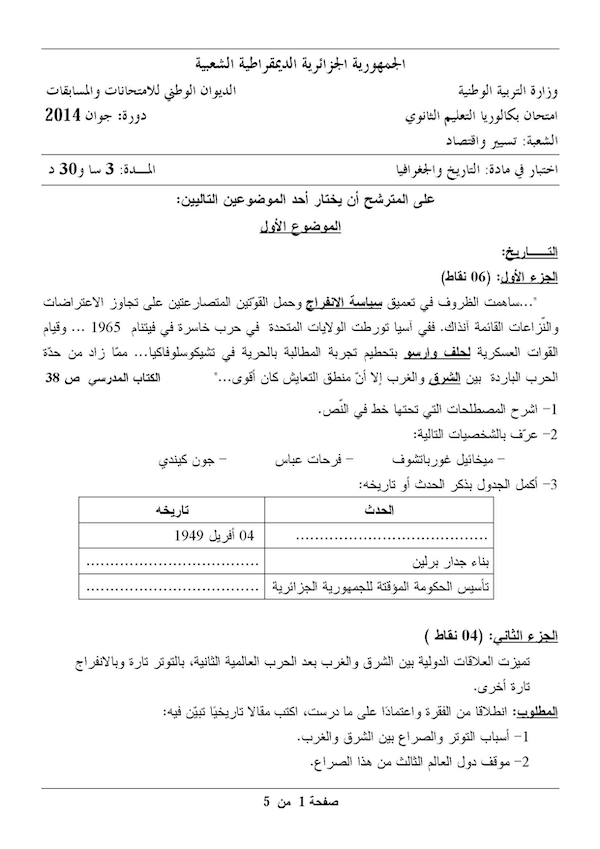 الجمهورية الجزائرية الديمقراطية الشعبية
وزارة التربية الوطنية الديوان الوطني للامتحانات والمسابقات
امتحان بكالوريا التعليم الثانوي دورة: جوان 2014
الشعبة: تسيير واقتصاد
اختبار في مادة: التاريخ والجغرافيا المـــدة: 3 سا و30 د
على المترشح أن يختار أحد الموضوعين التاليين:
الموضوع الأول
التـــــاريخ:
الجزء الأول: (06 نقاط)
"...ساهمت الظروف في تعميق سياسة الانفراج وحمل القوّتين المتصارعتين على تجاوز الاعتراضات
والنّزاعات القائمة آنذاك. ففي آسيا تورطت الولايات المتحدة في حرب خاسرة في فيتنام 1965 ... وقيام
القوات العسكرية لحلف وارسو بتحطيم تجربة المطالبة بالحرية في تشيكوسلوفاكيا... ممّا زاد من حدّة
الحرب الباردة بين الشرق والغرب إلا أنّ منطق التعايش كان أقوى..." الكتاب المدرسي ص 38
1- اشرح المصطلحات التي تحتها خط في النّص.
2- عرّف بالشخصيات التالية:
- ميخائيل غورباتشوف - فرحات عباس - جون كيندي
3- أكمل الجدول بذكر الحدث أو تاريخه:
الحدث تاريخه
........................................ 04 أفريل 1949
بناء جدار برلين ....................................
تأسيس الحكومة المؤقتة للجمهورية الجزائرية ....................................
الجزء الثاني: (04 نقاط )
تميزت العلاقات الدولية بين الشرق والغرب بعد الحرب العالمية الثانية، بالتوتر تارة وبالانفراج
تارة أخرى.
المطلوب: انطلاقا من الفقرة واعتمادا على ما درست، اكتب مقالا تاريخيّا تبيّن فيه:
1- أسباب التوتر والصراع بين الشرق والغرب.
2- موقف دول العالم الثالث من هذا الصراع.
صفحة 1 من 5